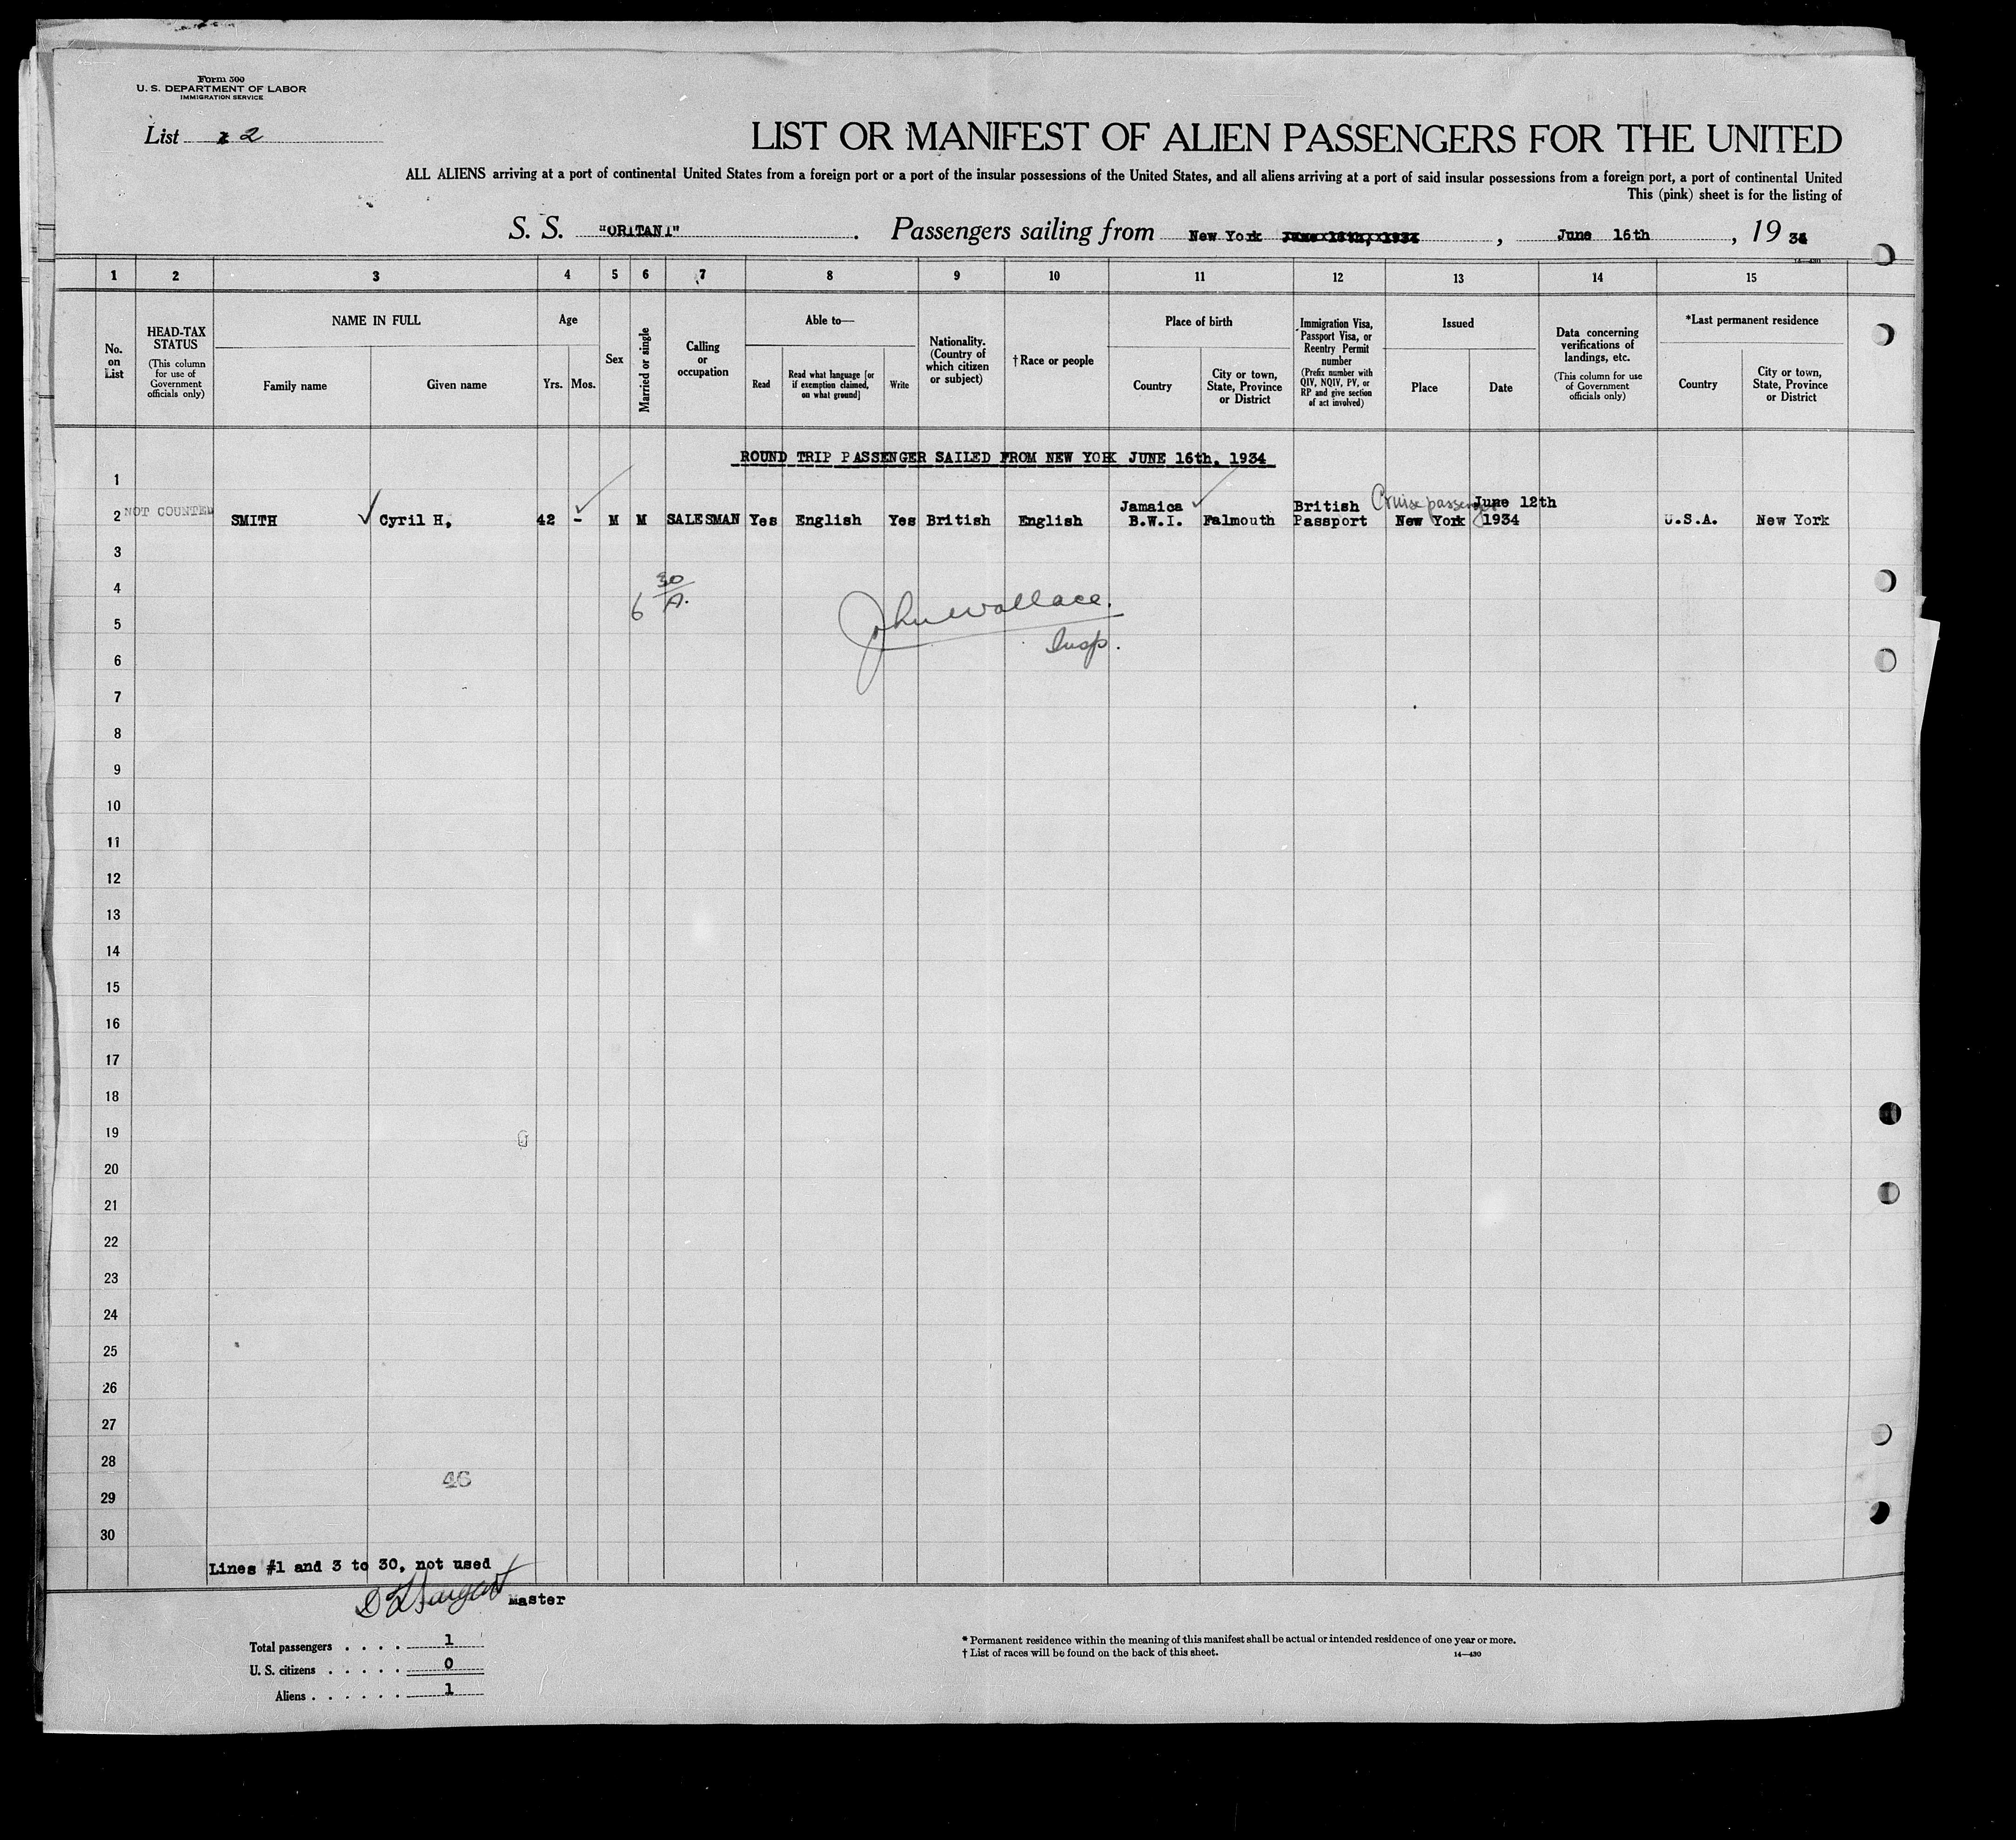 Form 500
U. S. DEPARTMENT OF LABOR
IMMIGRATION SERVICE
List 2
LIST OR MANIFEST OF ALIEN PASSENGERS FOR THE UNITED
ALL ALIENS arriving at a port of continental United States from a foreign port or a port of the insular possessions of the United States, and all aliens arriving at a port of said insular possessions from a foreign port, a port of continental United
This (pink) sheet is for the listing of
S. S. "ORITANI". Passengers sailing from New York June 16th, 1934, June 16th, 1934
14—430
1 2 3 4 5 6 7 8 9 10 11 12 13 14 15
No. on List
HEAD-TAX STATUS
(This column for use of Government officials only)
NAME IN FULL
Family name
Given name
Age
Yrs.
Mos.
Sex
Married or single
Calling or occupation
Able to—
Read
Read what language [or if exemption claimed, on what ground]
Write
Nationality. (Country of which citizen or subject)
†Race or people
Place of birth
Country
City or town, State, Province or District
Immigration Visa, Passport Visa, or Reentry Permit number
(Prefix number with QIV, NQIV, PV, or RP and give section of act involved)
Issued
Place
Date
Data concerning verifications of landings, etc.
(This column for use of Government officials only)
*Last permanent residence
Country
City or town, State, Province or District
ROUND TRIP PASSENGER SAILED FROM NEW YORK JUNE 16th, 1934
1
Jamaica British Cruise passenger June 12th
2 NOT COUNTED SMITH Cyril H. 42 - M M SALESMAN Yes English Yes British English B.W.I. Falmouth Passport New York 1934 U.S.A. New York
3
4
6 30/A. John Wallace.
5
Insp.
6
7
8
9
10
11
12
13
14
15
16
17
18
19
20
21
22
23
24
25
26
27
28
46
29
30
Lines #1 and 3 to 30, not used
Master
Total passengers . . . . 1
U. S. citizens . . . . . 0
Aliens . . . . . . 1
* Permanent residence within the meaning of this manifest shall be actual or intended residence of one year or more.
† List of races will be found on the back of this sheet.
14—430